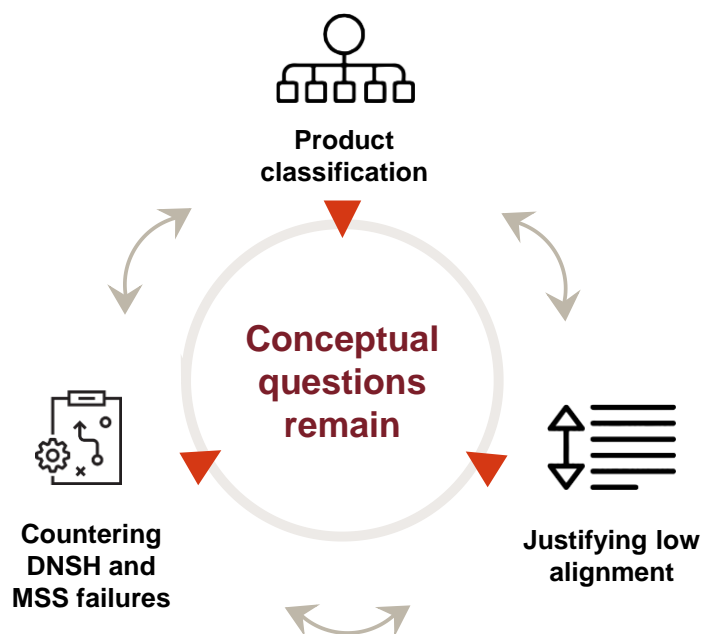 Product
classification
Conceptual
questions
remain
Countering
DNSH and
MSS failures
Justifying low
alignment